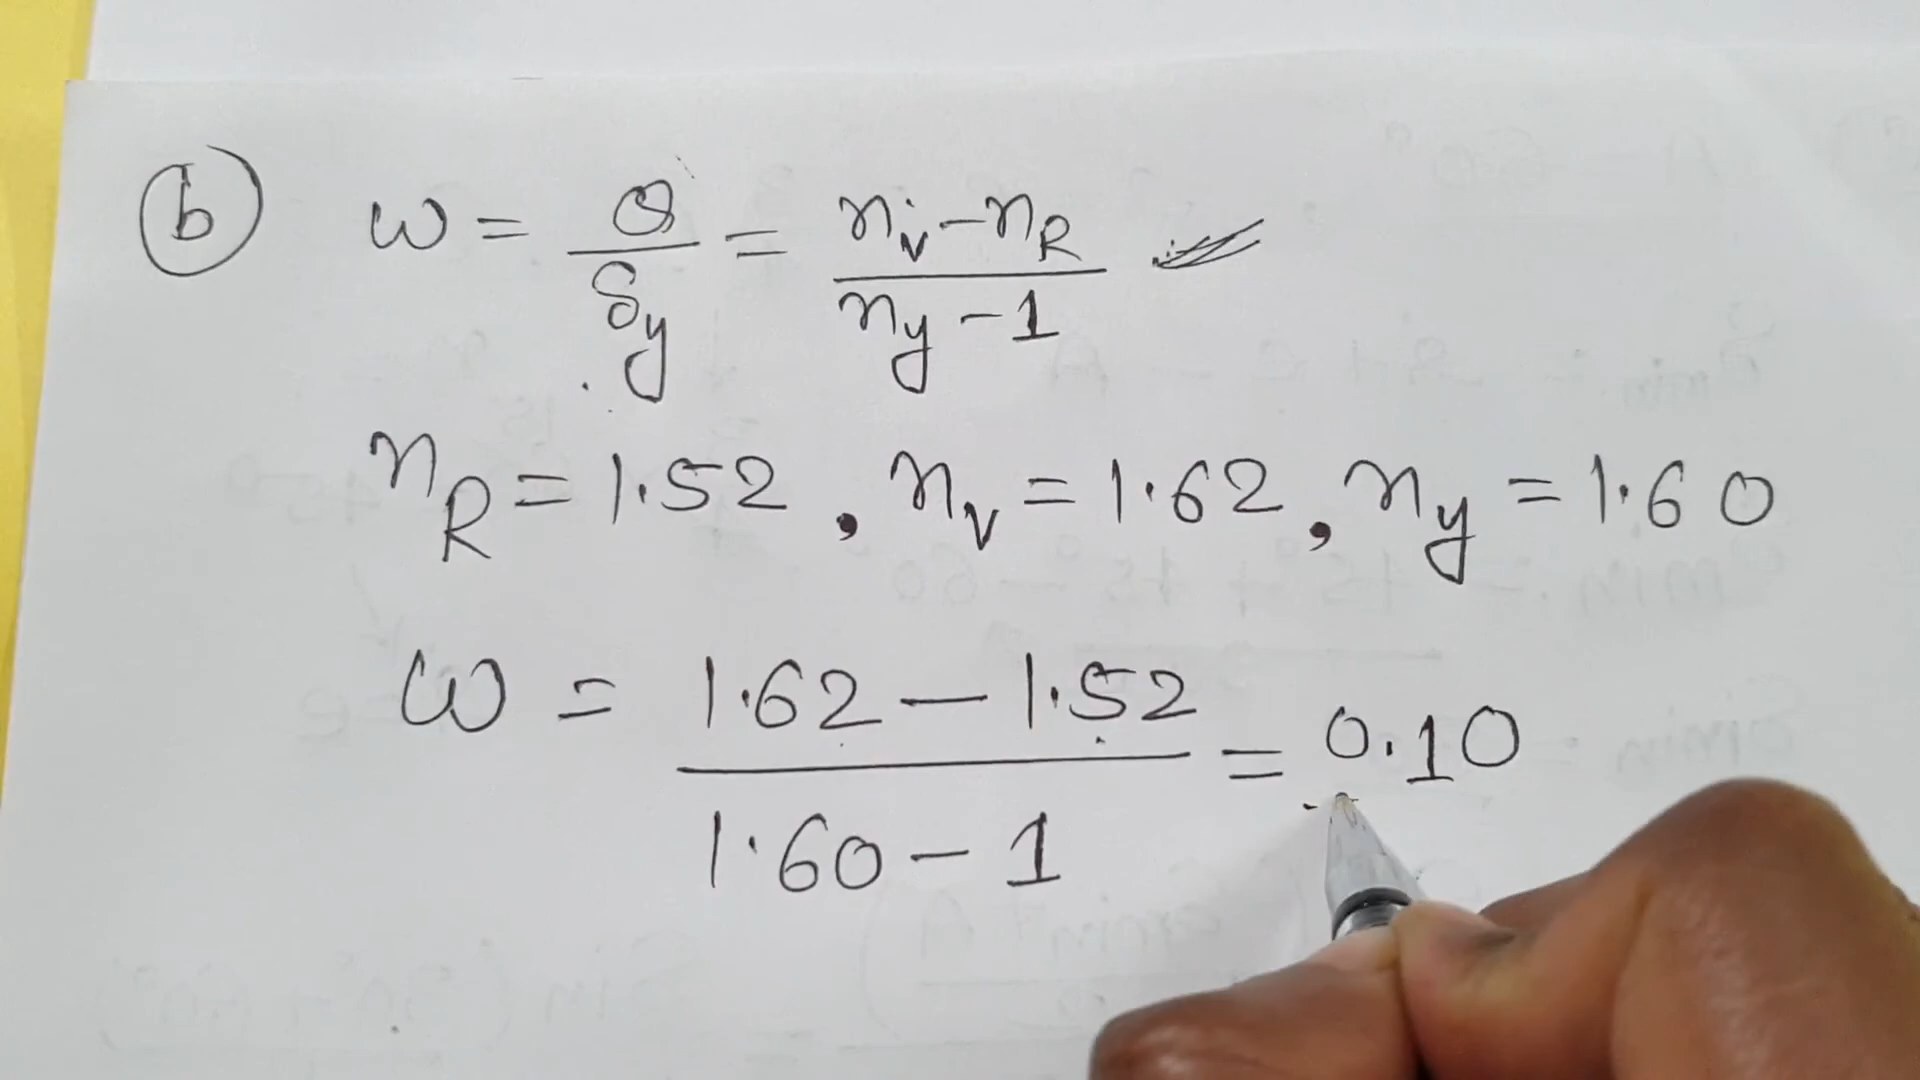 (b) ω = θ/δy = (nv − nR)/(ny − 1)
nR = 1.52, nv = 1.62, ny = 1.60
ω = (1.62 − 1.52)/(1.60 − 1) = 0.10